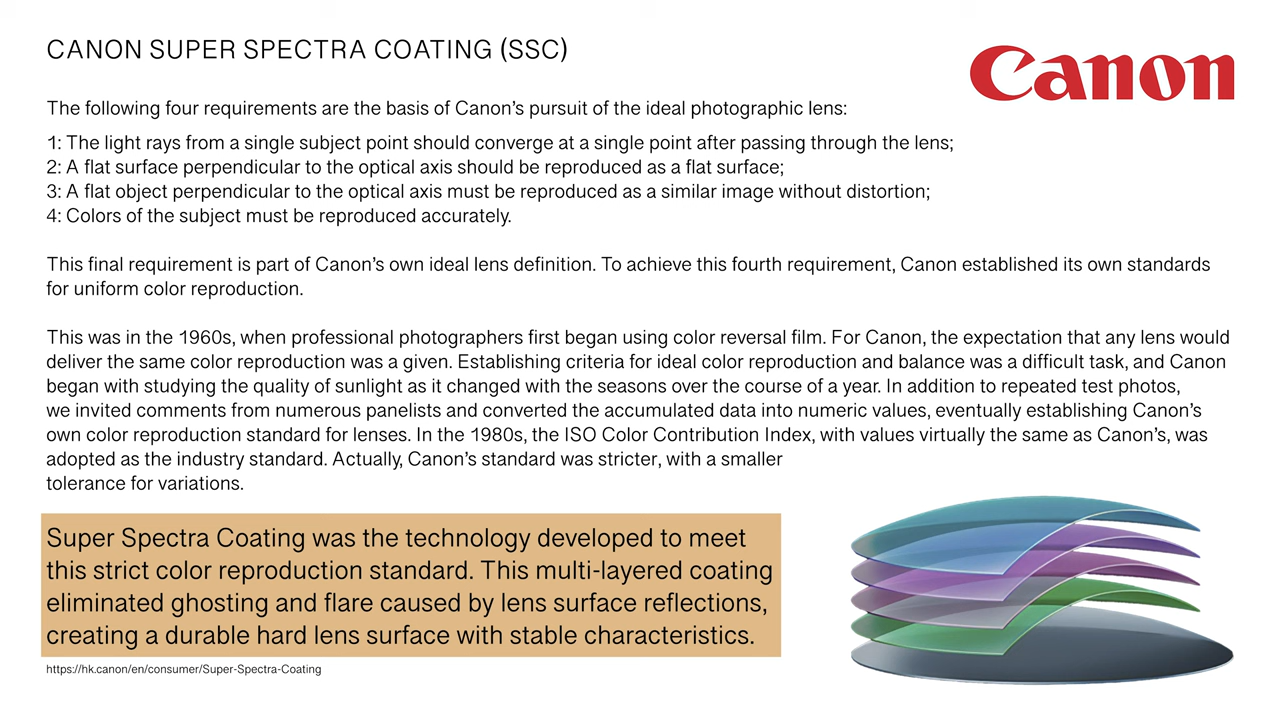 CANON SUPER SPECTRA COATING (SSC)
Canon
The following four requirements are the basis of Canon’s pursuit of the ideal photographic lens:
1: The light rays from a single subject point should converge at a single point after passing through the lens;
2: A flat surface perpendicular to the optical axis should be reproduced as a flat surface;
3: A flat object perpendicular to the optical axis must be reproduced as a similar image without distortion;
4: Colors of the subject must be reproduced accurately.
This final requirement is part of Canon’s own ideal lens definition. To achieve this fourth requirement, Canon established its own standards
for uniform color reproduction.
This was in the 1960s, when professional photographers first began using color reversal film. For Canon, the expectation that any lens would
deliver the same color reproduction was a given. Establishing criteria for ideal color reproduction and balance was a difficult task, and Canon
began with studying the quality of sunlight as it changed with the seasons over the course of a year. In addition to repeated test photos,
we invited comments from numerous panelists and converted the accumulated data into numeric values, eventually establishing Canon’s
own color reproduction standard for lenses. In the 1980s, the ISO Color Contribution Index, with values virtually the same as Canon’s, was
adopted as the industry standard. Actually, Canon’s standard was stricter, with a smaller
tolerance for variations.
Super Spectra Coating was the technology developed to meet
this strict color reproduction standard. This multi-layered coating
eliminated ghosting and flare caused by lens surface reflections,
creating a durable hard lens surface with stable characteristics.
https://hk.canon/en/consumer/Super-Spectra-Coating